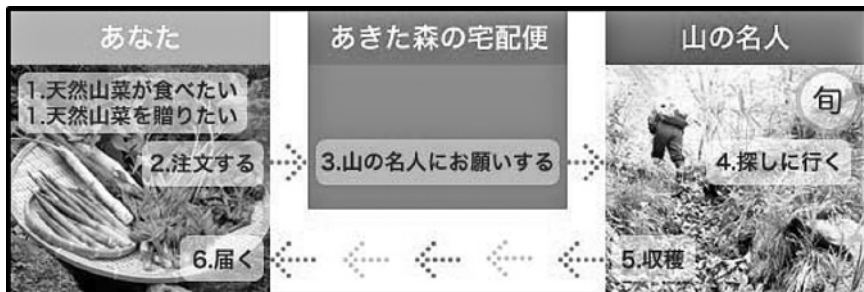 あなた
1.天然山菜が食べたい
1.天然山菜を贈りたい
2.注文する
6.届く
あきた森の宅配便
3.山の名人にお願いする
山の名人
旬
4.探しに行く
5.収穫